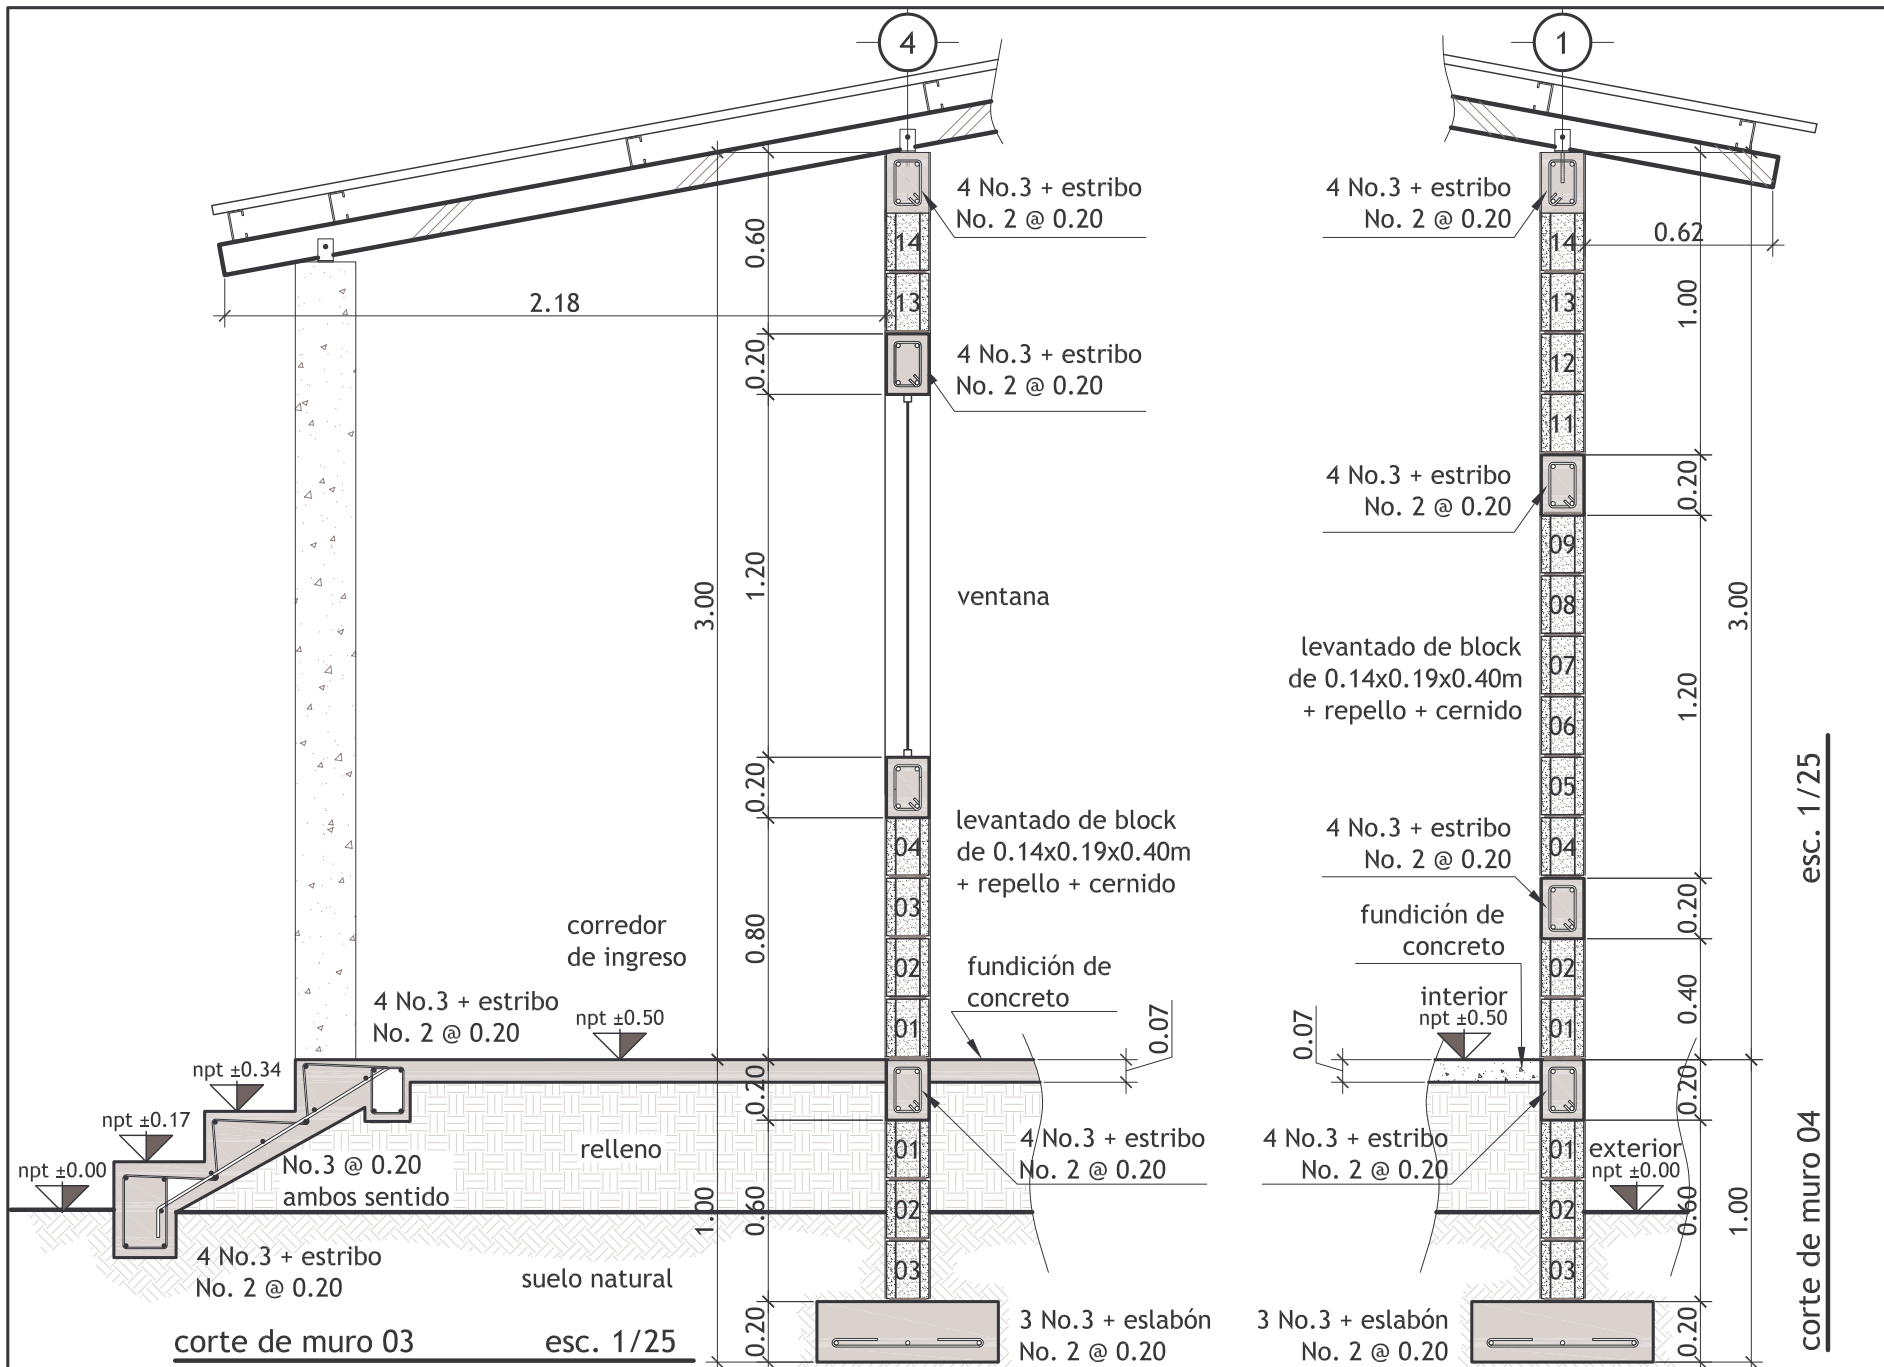 4
4 No.3 + estribo
No. 2 @ 0.20
0.60
14
13
2.18
0.20
4 No.3 + estribo
No. 2 @ 0.20
3.00
1.20
ventana
0.20
levantado de block
de 0.14x0.19x0.40m
+ repello + cernido
04
03
02
01
0.80
corredor
de ingreso
fundición de
concreto
4 No.3 + estribo
No. 2 @ 0.20
npt ±0.50
0.07
npt ±0.34
npt ±0.17
npt ±0.00
0.20
No.3 @ 0.20
ambos sentido
relleno
4 No.3 + estribo
No. 2 @ 0.20
01
02
03
1.00
0.60
4 No.3 + estribo
No. 2 @ 0.20
suelo natural
0.20
3 No.3 + eslabón
No. 2 @ 0.20
corte de muro 03
esc. 1/25
1
4 No.3 + estribo
No. 2 @ 0.20
0.62
14
13
12
11
1.00
4 No.3 + estribo
No. 2 @ 0.20
0.20
09
08
07
06
05
04
3.00
levantado de block
de 0.14x0.19x0.40m
+ repello + cernido
1.20
4 No.3 + estribo
No. 2 @ 0.20
0.20
fundición de
concreto
02
01
0.40
interior
npt ±0.50
0.07
0.20
4 No.3 + estribo
No. 2 @ 0.20
01
02
03
exterior
npt ±0.00
0.60
1.00
3 No.3 + eslabón
No. 2 @ 0.20
0.20
corte de muro 04
esc. 1/25